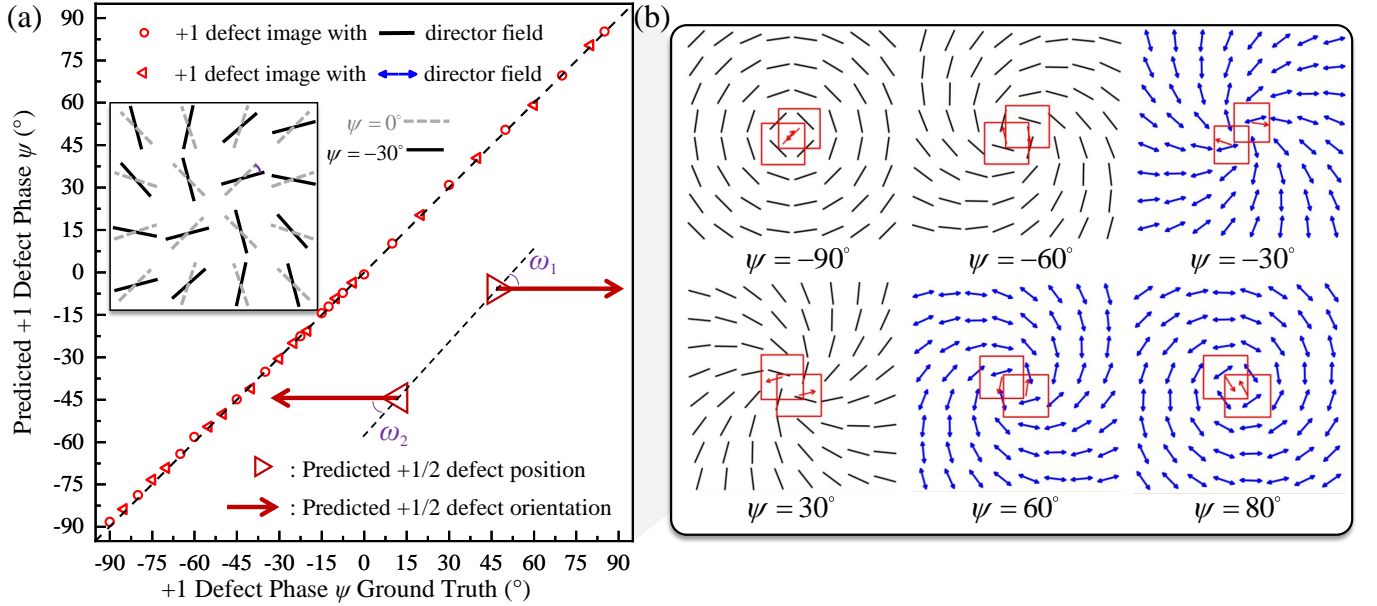 (a)
Predicted +1 Defect Phase ψ (°)
90
75
60
45
30
15
0
-15
-30
-45
-60
-75
-90
+1 defect image with director field
+1 defect image with director field
ψ = 0°
ψ = −30°
ω1
ω2
: Predicted +1/2 defect position
: Predicted +1/2 defect orientation
-90 -75 -60 -45 -30 -15 0 15 30 45 60 75 90
+1 Defect Phase ψ Ground Truth (°)
(b)
ψ = −90° ψ = −60° ψ = −30°
ψ = 30° ψ = 60° ψ = 80°